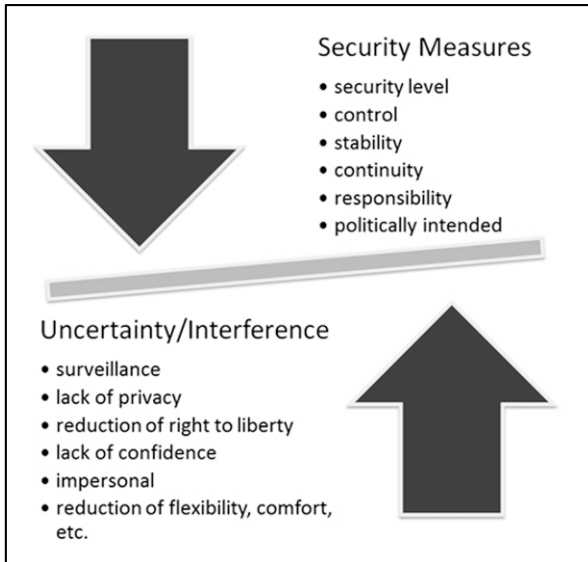 Security Measures
• security level
• control
• stability
• continuity
• responsibility
• politically intended
Uncertainty/Interference
• surveillance
• lack of privacy
• reduction of right to liberty
• lack of confidence
• impersonal
• reduction of flexibility, comfort,
etc.